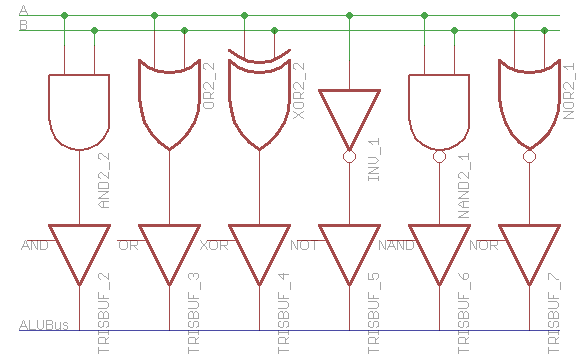 A
B
OR2_2
XOR2_2
NOR2_1
INV_1
AND2_2
NAND2_1
AND
OR
XOR
NOT
NAND
NOR
TRISBUF_2
TRISBUF_3
TRISBUF_4
TRISBUF_5
TRISBUF_6
TRISBUF_7
ALUBus